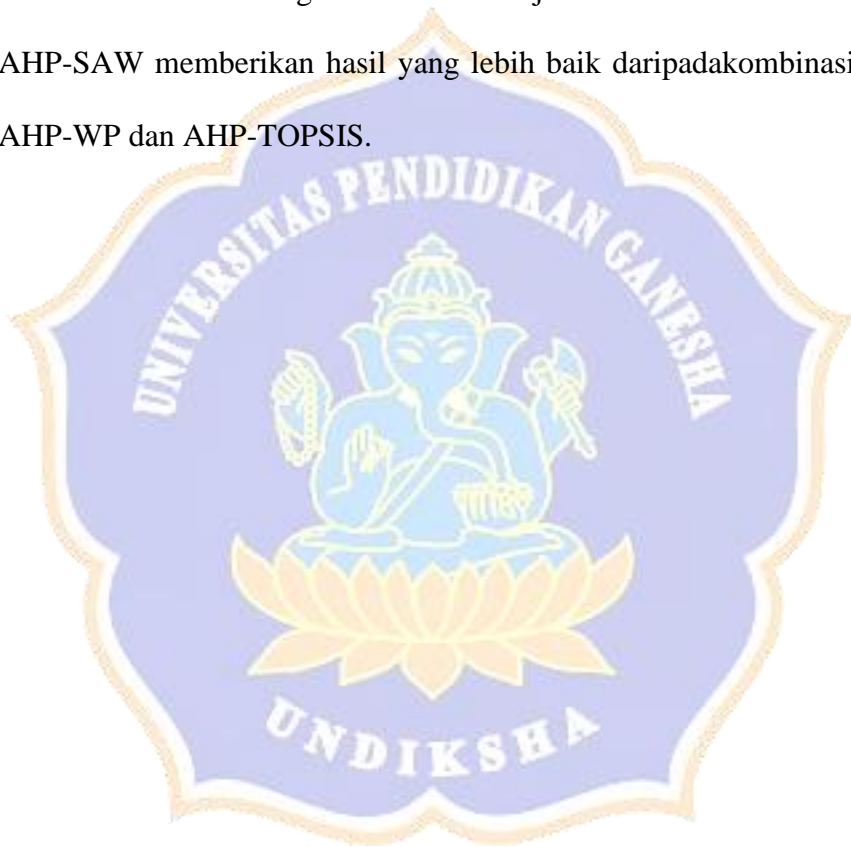 AHP-SAW memberikan hasil yang lebih baik daripadakombinasi
AHP-WP dan AHP-TOPSIS.
UNIVERSITAS PENDIDIKAN GANESHA
UNDIKSHA